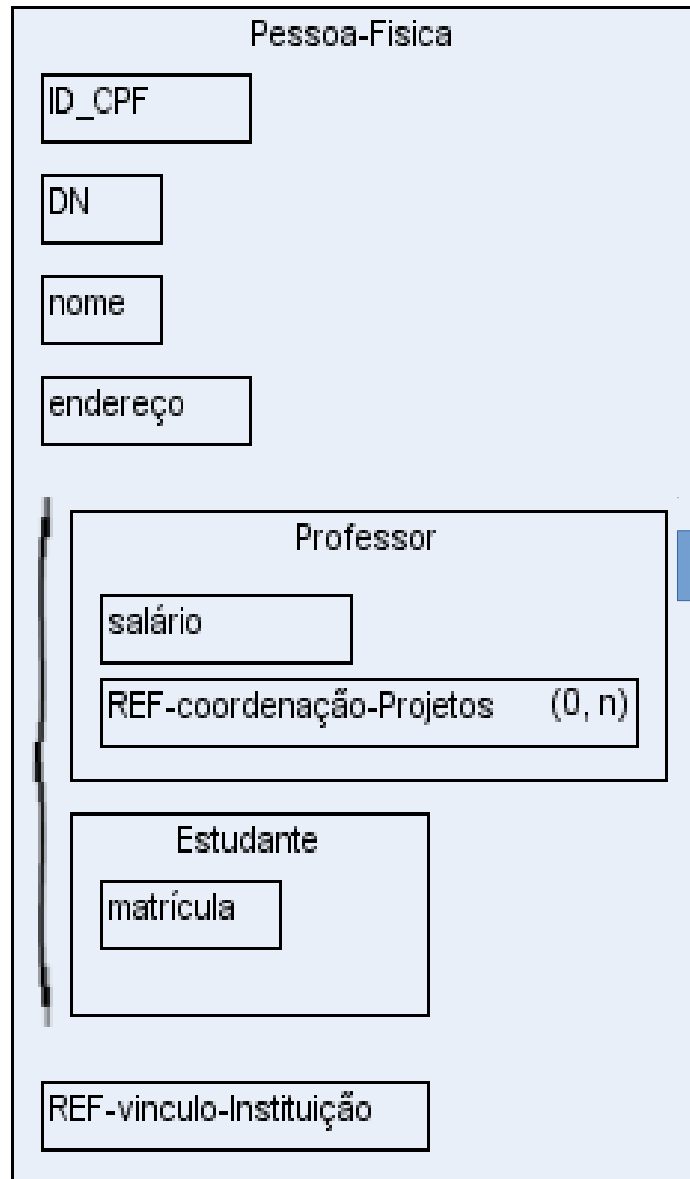 Pessoa-Fisica
ID_CPF
DN
nome
endereço
Professor
salário
REF-coordenação-Projetos (0, n)
Estudante
matrícula
REF-vinculo-Instituição